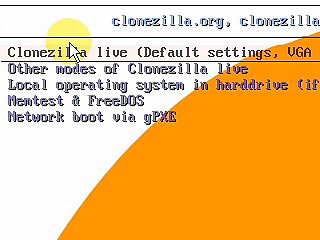 clonezilla.org, clonezilla
Clonezilla live (Default settings, VGA
Other modes of Clonezilla live
Local operating system in harddrive (if
Memtest & FreeDOS
Network boot via gPXE